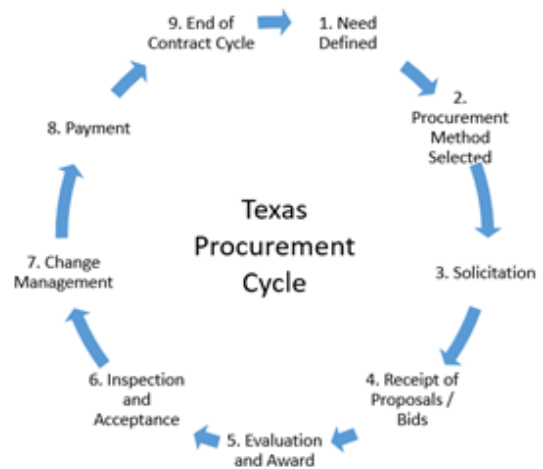 Texas
Procurement
Cycle
1. Need
Defined
2.
Procurement
Method
Selected
3. Solicitation
4. Receipt of
Proposals /
Bids
5. Evaluation
and Award
6. Inspection
and
Acceptance
7. Change
Management
8. Payment
9. End of
Contract Cycle